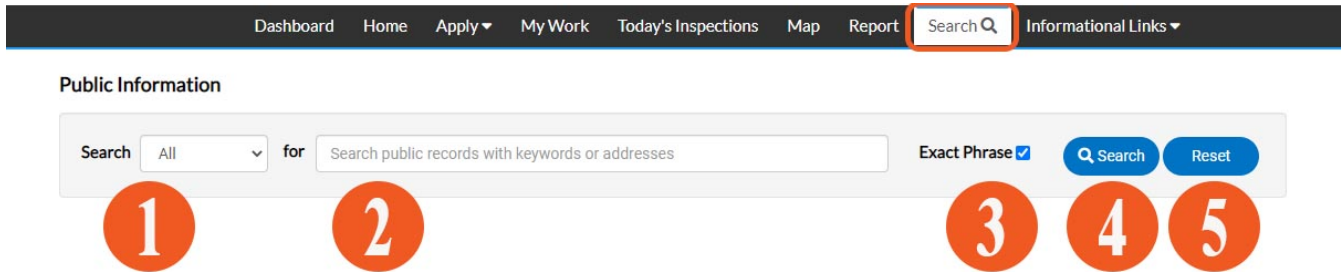 Dashboard Home Apply My Work Today's Inspections Map Report Search Informational Links
Public Information
Search All for Search public records with keywords or addresses Exact Phrase Search Reset
1 2 3 4 5